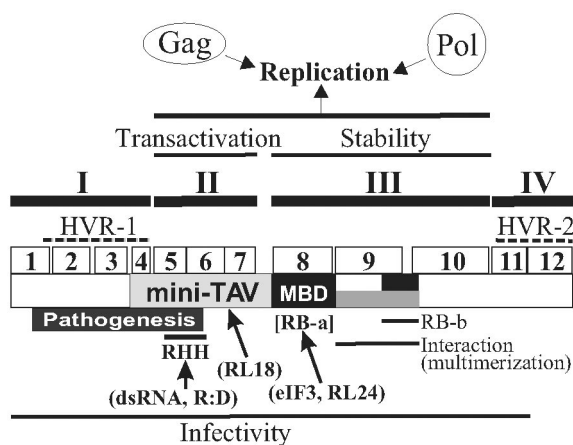 Gag Pol
Replication
Transactivation Stability
I II III IV
HVR-1 HVR-2
1 2 3 4 5 6 7 8 9 10 11 12
mini-TAV MBD
Pathogenesis [RB-a] RB-b
RHH (RL18) Interaction
(multimerization)
(dsRNA, R:D) (eIF3, RL24)
Infectivity